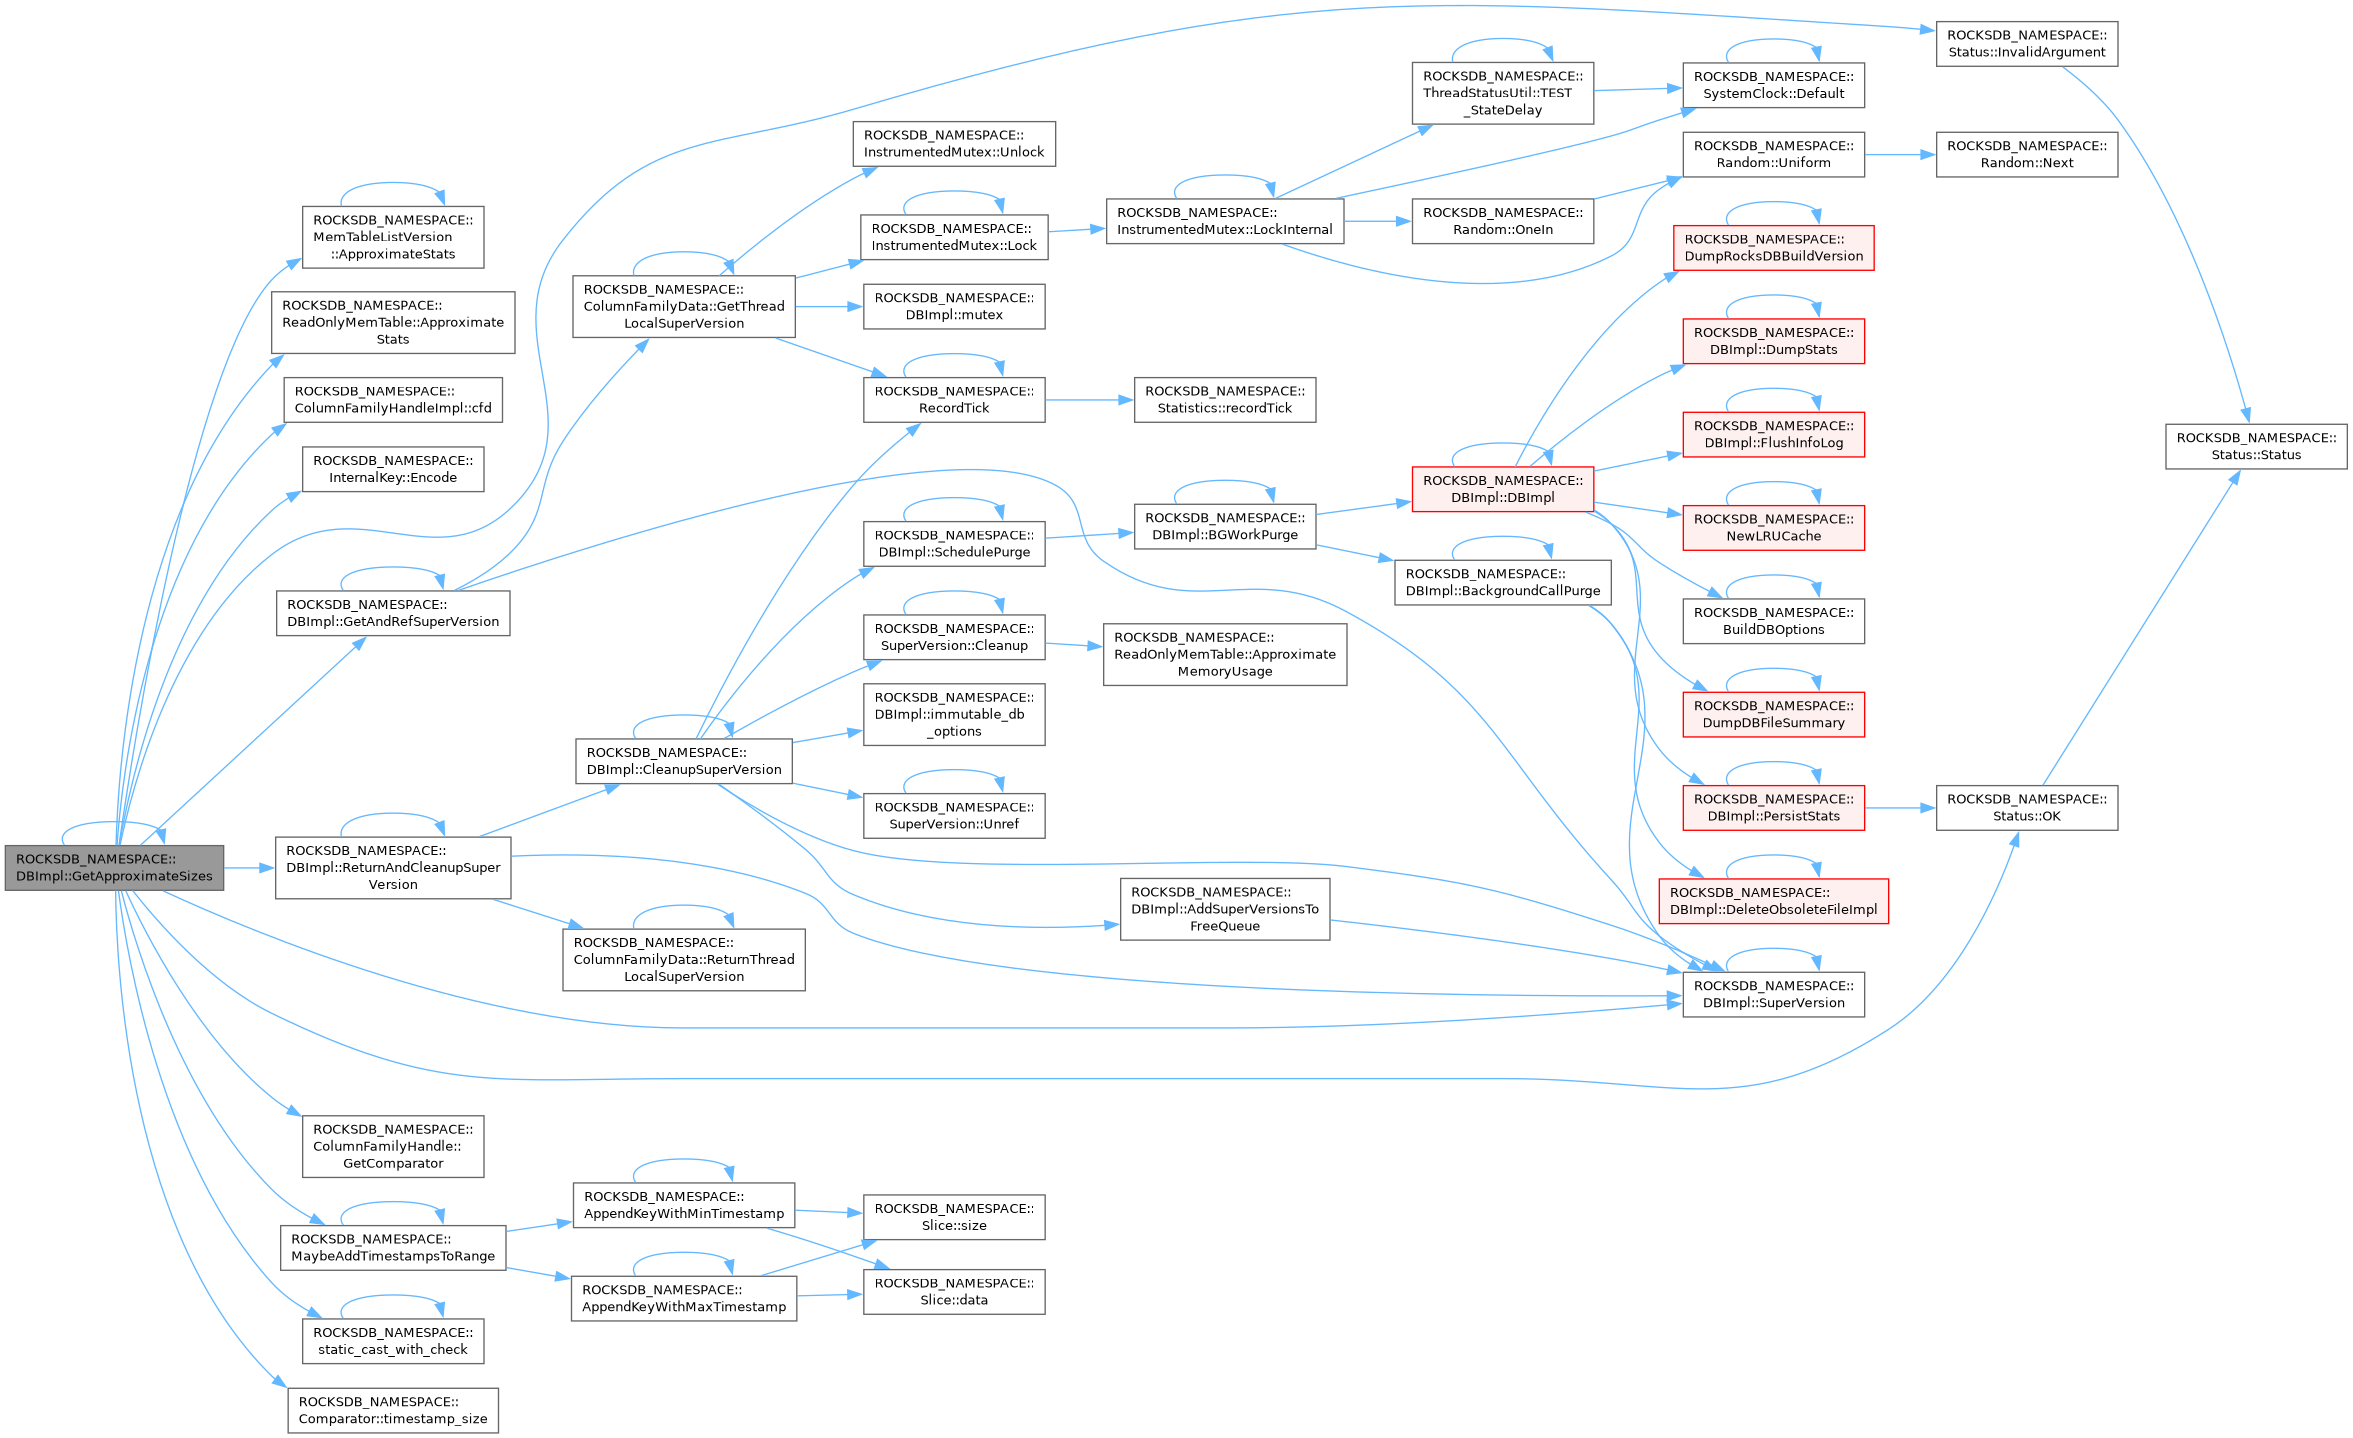 ROCKSDB_NAMESPACE::
DBImpl::GetApproximateSizes
ROCKSDB_NAMESPACE::
MemTableListVersion
::ApproximateStats
ROCKSDB_NAMESPACE::
ReadOnlyMemTable::Approximate
Stats
ROCKSDB_NAMESPACE::
ColumnFamilyHandleImpl::cfd
ROCKSDB_NAMESPACE::
InternalKey::Encode
ROCKSDB_NAMESPACE::
DBImpl::GetAndRefSuperVersion
ROCKSDB_NAMESPACE::
DBImpl::ReturnAndCleanupSuper
Version
ROCKSDB_NAMESPACE::
ColumnFamilyHandle::
GetComparator
ROCKSDB_NAMESPACE::
MaybeAddTimestampsToRange
ROCKSDB_NAMESPACE::
static_cast_with_check
ROCKSDB_NAMESPACE::
Comparator::timestamp_size
ROCKSDB_NAMESPACE::
ColumnFamilyData::GetThread
LocalSuperVersion
ROCKSDB_NAMESPACE::
DBImpl::CleanupSuperVersion
ROCKSDB_NAMESPACE::
ColumnFamilyData::ReturnThread
LocalSuperVersion
ROCKSDB_NAMESPACE::
AppendKeyWithMinTimestamp
ROCKSDB_NAMESPACE::
AppendKeyWithMaxTimestamp
ROCKSDB_NAMESPACE::
InstrumentedMutex::Unlock
ROCKSDB_NAMESPACE::
InstrumentedMutex::Lock
ROCKSDB_NAMESPACE::
DBImpl::mutex
ROCKSDB_NAMESPACE::
RecordTick
ROCKSDB_NAMESPACE::
DBImpl::SchedulePurge
ROCKSDB_NAMESPACE::
SuperVersion::Cleanup
ROCKSDB_NAMESPACE::
DBImpl::immutable_db
_options
ROCKSDB_NAMESPACE::
SuperVersion::Unref
ROCKSDB_NAMESPACE::
Slice::size
ROCKSDB_NAMESPACE::
Slice::data
ROCKSDB_NAMESPACE::
InstrumentedMutex::LockInternal
ROCKSDB_NAMESPACE::
Statistics::recordTick
ROCKSDB_NAMESPACE::
DBImpl::BGWorkPurge
ROCKSDB_NAMESPACE::
ReadOnlyMemTable::Approximate
MemoryUsage
ROCKSDB_NAMESPACE::
DBImpl::AddSuperVersionsTo
FreeQueue
ROCKSDB_NAMESPACE::
ThreadStatusUtil::TEST
_StateDelay
ROCKSDB_NAMESPACE::
Random::OneIn
ROCKSDB_NAMESPACE::
DBImpl::DBImpl
ROCKSDB_NAMESPACE::
DBImpl::BackgroundCallPurge
ROCKSDB_NAMESPACE::
SystemClock::Default
ROCKSDB_NAMESPACE::
Random::Uniform
ROCKSDB_NAMESPACE::
DumpRocksDBBuildVersion
ROCKSDB_NAMESPACE::
DBImpl::DumpStats
ROCKSDB_NAMESPACE::
DBImpl::FlushInfoLog
ROCKSDB_NAMESPACE::
NewLRUCache
ROCKSDB_NAMESPACE::
BuildDBOptions
ROCKSDB_NAMESPACE::
DumpDBFileSummary
ROCKSDB_NAMESPACE::
DBImpl::PersistStats
ROCKSDB_NAMESPACE::
DBImpl::DeleteObsoleteFileImpl
ROCKSDB_NAMESPACE::
DBImpl::SuperVersion
ROCKSDB_NAMESPACE::
Status::InvalidArgument
ROCKSDB_NAMESPACE::
Random::Next
ROCKSDB_NAMESPACE::
Status::OK
ROCKSDB_NAMESPACE::
Status::Status